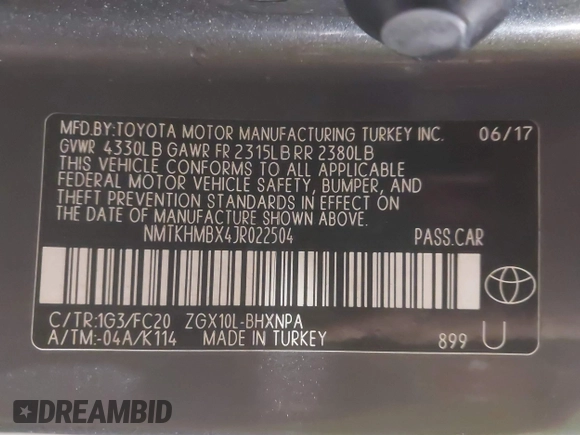 MFD.BY:TOYOTA MOTOR MANUFACTURING TURKEY INC. 06/17
GVWR 4330LB GAWR FR 2315LB RR 2380LB
THIS VEHICLE CONFORMS TO ALL APPLICABLE
FEDERAL MOTOR VEHICLE SAFETY, BUMPER, AND
THEFT PREVENTION STANDARDS IN EFFECT ON
THE DATE OF MANUFACTURE SHOWN ABOVE.
NMTKHMBX4JR022504 PASS.CAR
C/TR:1G3/FC20 ZGX10L-BHXNPA
A/TM:-04A/K114 MADE IN TURKEY 899 U
DREAMBID